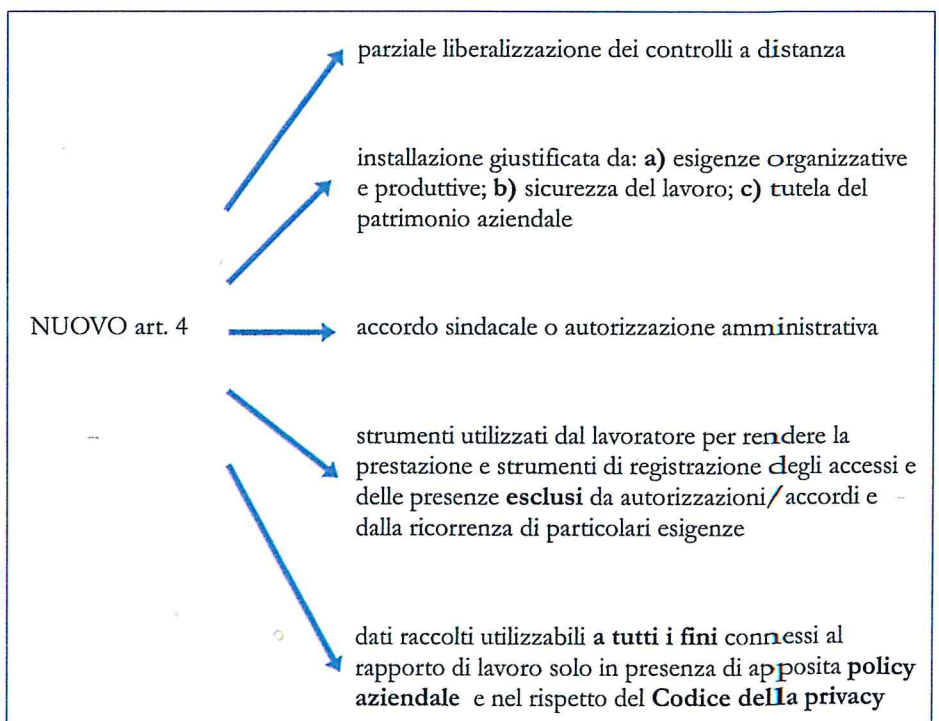 parziale liberalizzazione dei controlli a distanza
installazione giustificata da: a) esigenze organizzative
e produttive; b) sicurezza del lavoro; c) tutela del
patrimonio aziendale
NUOVO art. 4
accordo sindacale o autorizzazione amministrativa
strumenti utilizzati dal lavoratore per rendere la
prestazione e strumenti di registrazione degli accessi e
delle presenze esclusi da autorizzazioni/accordi e
dalla ricorrenza di particolari esigenze
dati raccolti utilizzabili a tutti i fini connessi al
rapporto di lavoro solo in presenza di apposita policy
aziendale e nel rispetto del Codice della privacy